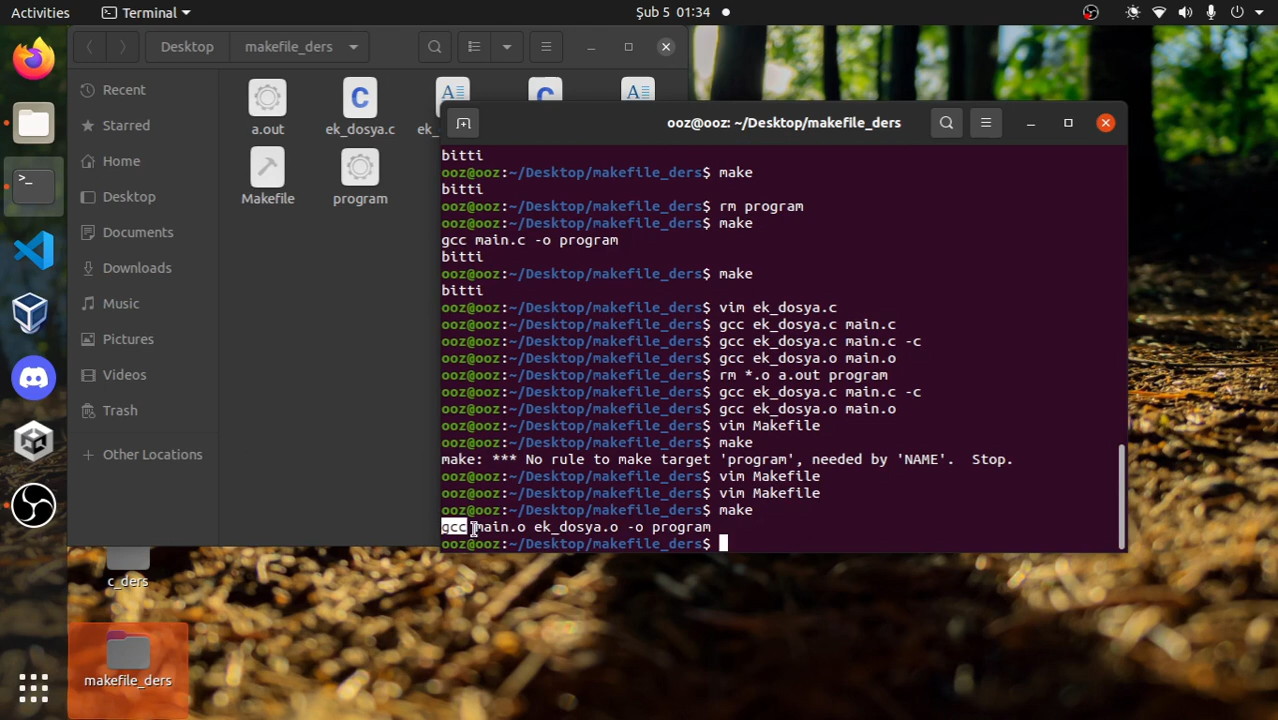 Activities
Terminal
Şub 5 01:34
Desktop
makefile_ders
Recent
Starred
Home
Desktop
Documents
Downloads
Music
Pictures
Videos
Trash
Other Locations
a.out
ek_dosya.c
ek_
Makefile
program
ooz@ooz: ~/Desktop/makefile_ders
bitti
ooz@ooz:~/Desktop/makefile_ders$ make
bitti
ooz@ooz:~/Desktop/makefile_ders$ rm program
ooz@ooz:~/Desktop/makefile_ders$ make
gcc main.c -o program
bitti
ooz@ooz:~/Desktop/makefile_ders$ make
bitti
ooz@ooz:~/Desktop/makefile_ders$ vim ek_dosya.c
ooz@ooz:~/Desktop/makefile_ders$ gcc ek_dosya.c main.c
ooz@ooz:~/Desktop/makefile_ders$ gcc ek_dosya.c main.c -c
ooz@ooz:~/Desktop/makefile_ders$ gcc ek_dosya.o main.o
ooz@ooz:~/Desktop/makefile_ders$ rm *.o a.out program
ooz@ooz:~/Desktop/makefile_ders$ gcc ek_dosya.c main.c -c
ooz@ooz:~/Desktop/makefile_ders$ gcc ek_dosya.o main.o
ooz@ooz:~/Desktop/makefile_ders$ vim Makefile
ooz@ooz:~/Desktop/makefile_ders$ make
make: *** No rule to make target 'program', needed by 'NAME'.  Stop.
ooz@ooz:~/Desktop/makefile_ders$ vim Makefile
ooz@ooz:~/Desktop/makefile_ders$ vim Makefile
ooz@ooz:~/Desktop/makefile_ders$ make
gcc main.o ek_dosya.o -o program
ooz@ooz:~/Desktop/makefile_ders$
c_ders
makefile_ders